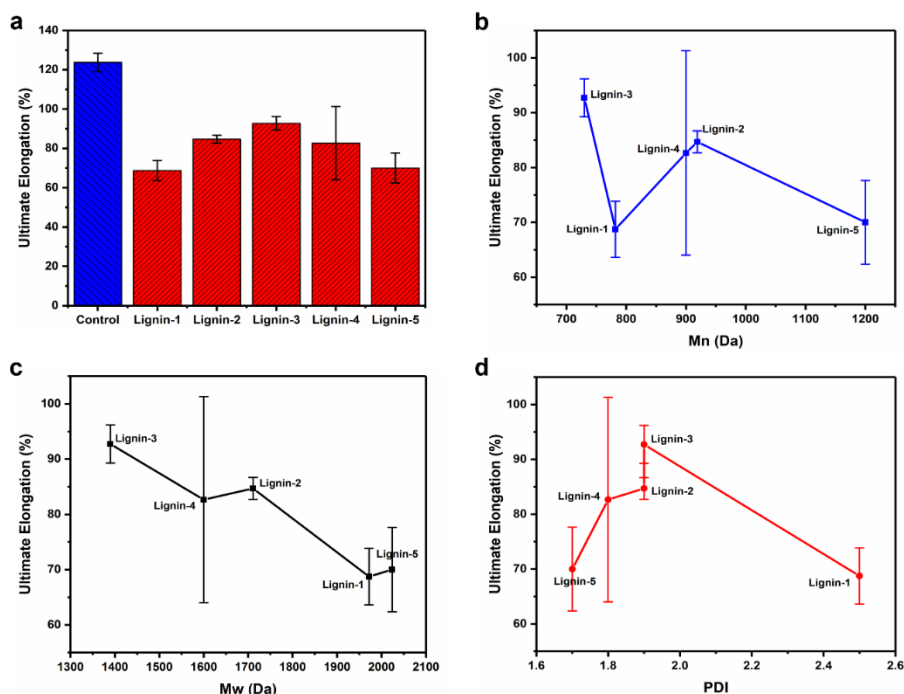 a
Ultimate Elongation (%)
140
120
100
80
60
40
20
0
Control Lignin-1 Lignin-2 Lignin-3 Lignin-4 Lignin-5
b
Ultimate Elongation (%)
100
90
80
70
60
Lignin-3
Lignin-2
Lignin-4
Lignin-1
Lignin-5
700 800 900 1000 1100 1200
Mn (Da)
c
Ultimate Elongation (%)
100
90
80
70
60
Lignin-3
Lignin-2
Lignin-4
Lignin-5
Lignin-1
1300 1400 1500 1600 1700 1800 1900 2000 2100
Mw (Da)
d
Ultimate Elongation (%)
100
90
80
70
60
Lignin-3
Lignin-4
Lignin-2
Lignin-5
Lignin-1
1.6 1.8 2.0 2.2 2.4 2.6
PDI